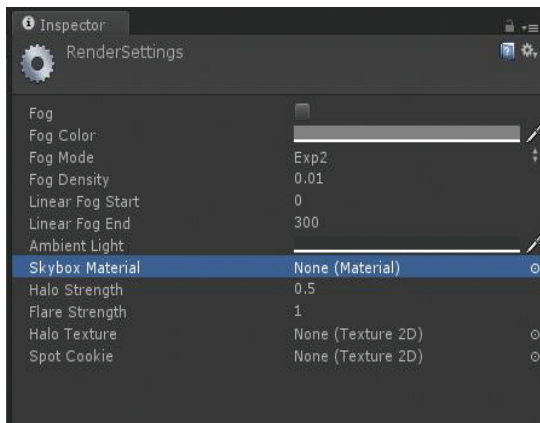 Inspector
RenderSettings
Fog
Fog Color
Fog Mode Exp2
Fog Density 0.01
Linear Fog Start 0
Linear Fog End 300
Ambient Light
Skybox Material None (Material)
Halo Strength 0.5
Flare Strength 1
Halo Texture None (Texture 2D)
Spot Cookie None (Texture 2D)